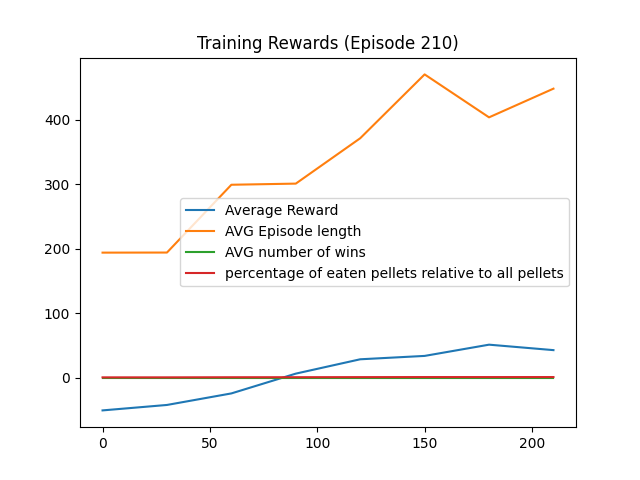 Training Rewards (Episode 210)
400
300
200
100
0
Average Reward
AVG Episode length
AVG number of wins
percentage of eaten pellets relative to all pellets
0
50
100
150
200